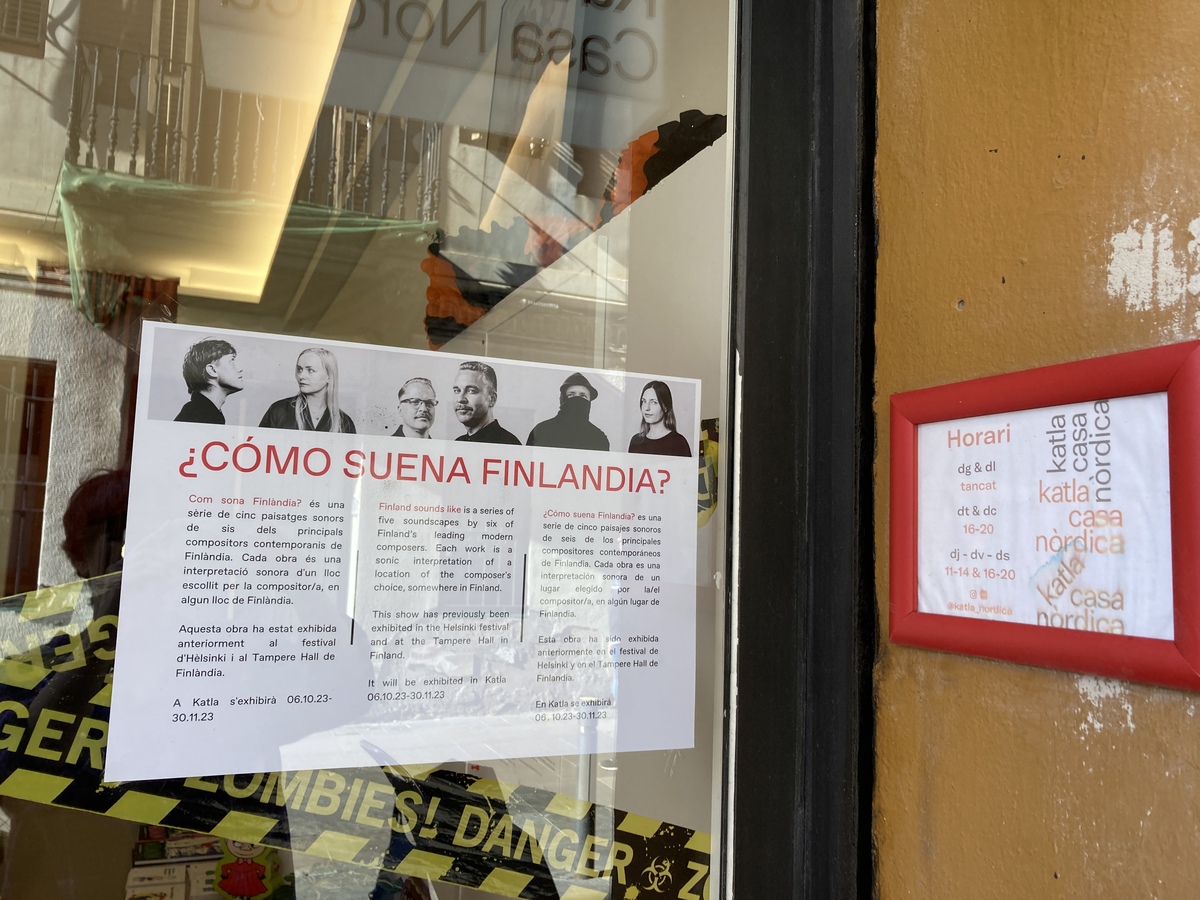 Casa Nòrdica
¿CÓMO SUENA FINLANDIA?
Com sona Finlàndia? és una
sèrie de cinc paisatges sonors
de sis dels principals
compositors contemporanis de
Finlàndia. Cada obra és una
interpretació sonora d'un lloc
escollit per la compositor/a, en
algun lloc de Finlàndia.
Aquesta obra ha estat exhibida
anteriorment al festival
d'Hèlsinki i al Tampere Hall de
Finlàndia.
A Katla s'exhibirà 06.10.23-
30.11.23
Finland sounds like is a series of
five soundscapes by six of
Finland's leading modern
composers. Each work is a
sonic interpretation of a
location of the composer's
choice, somewhere in Finland.
This show has previously been
exhibited in the Helsinki festival
and at the Tampere Hall in
Finland.
It will be exhibited in Katla
06.10.23-30.11.23
¿Cómo suena Finlandia? es una
serie de cinco paisajes sonoros
de seis de los principales
compositores contemporáneos
de Finlandia. Cada obra es una
interpretación sonora de un
lugar elegido por la/el
compositor/a, en algún lugar de
Finlandia.
Esta obra ha sido exhibida
anteriormente en el festival de
Helsinki y en el Tampere Hall de
Finlandia.
En Katla se exhibirá
06.10.23-30.11.23
GER
ZOMBIES! DANGER
Horari
dg & dl
tancat
dt & dc
16-20
dj - dv - ds
11-14 & 16-20
@katla_nordica
katla
casa
nòrdica
katla
casa
nòrdica
katla
casa
nordica